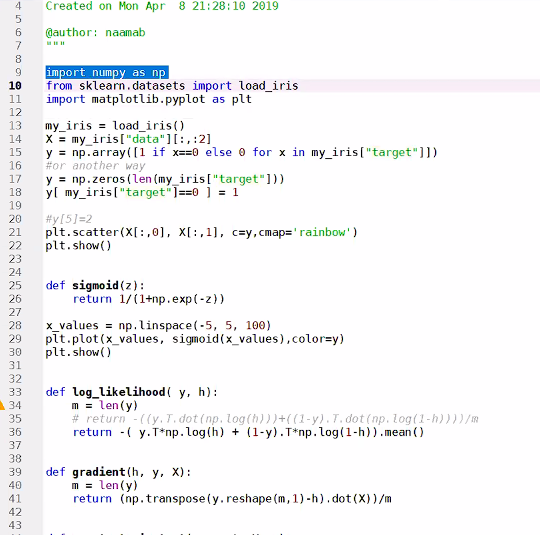 4 Created on Mon Apr  8 21:28:10 2019
5
6 @author: naamab
7 """
8
9 import numpy as np
10 from sklearn.datasets import load_iris
11 import matplotlib.pyplot as plt
12
13 my_iris = load_iris()
14 X = my_iris["data"][:,:2]
15 y = np.array([1 if x==0 else 0 for x in my_iris["target"]])
16 #or another way
17 y = np.zeros(len(my_iris["target"]))
18 y[ my_iris["target"]==0 ] = 1
19
20 #y[5]=2
21 plt.scatter(X[:,0], X[:,1], c=y,cmap='rainbow')
22 plt.show()
23
24
25 def sigmoid(z):
26     return 1/(1+np.exp(-z))
27
28 x_values = np.linspace(-5, 5, 100)
29 plt.plot(x_values, sigmoid(x_values),color=y)
30 plt.show()
31
32
33 def log_likelihood( y, h):
34     m = len(y)
35     # return -((y.T.dot(np.log(h)))+((1-y).T.dot(np.log(1-h))))/m
36     return -( y.T*np.log(h) + (1-y).T*np.log(1-h)).mean()
37
38
39 def gradient(h, y, X):
40     m = len(y)
41     return (np.transpose(y.reshape(m,1)-h).dot(X))/m
42
43